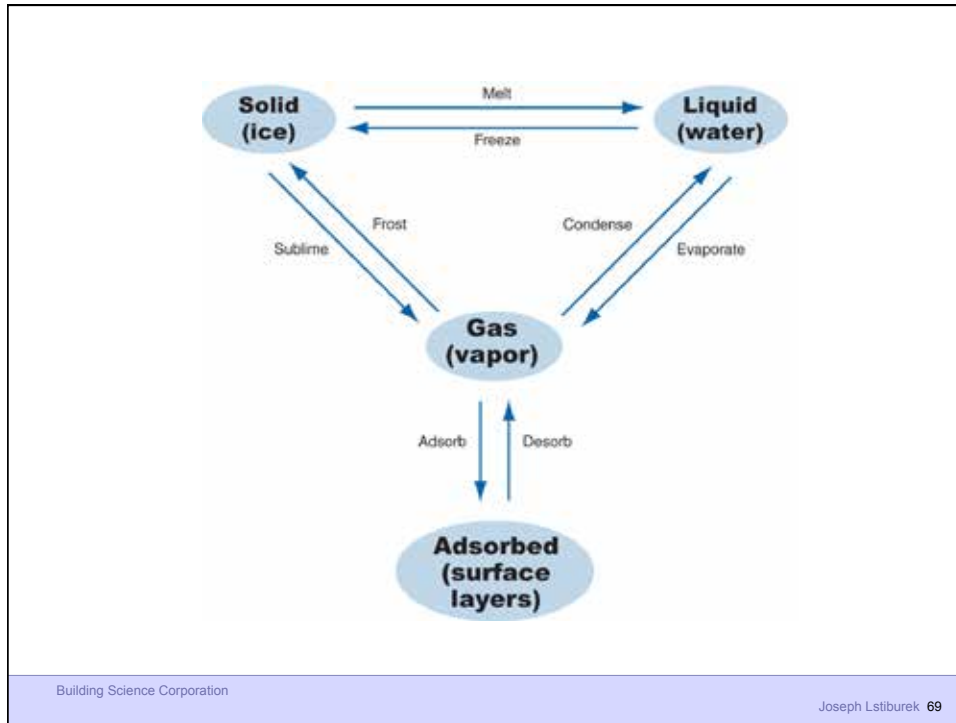 Solid
(ice)
Melt
Freeze
Liquid
(water)
Frost
Sublime
Condense
Evaporate
Gas
(vapor)
Adsorb
Desorb
Adsorbed
(surface
layers)
Building Science Corporation
Joseph Lstiburek 69